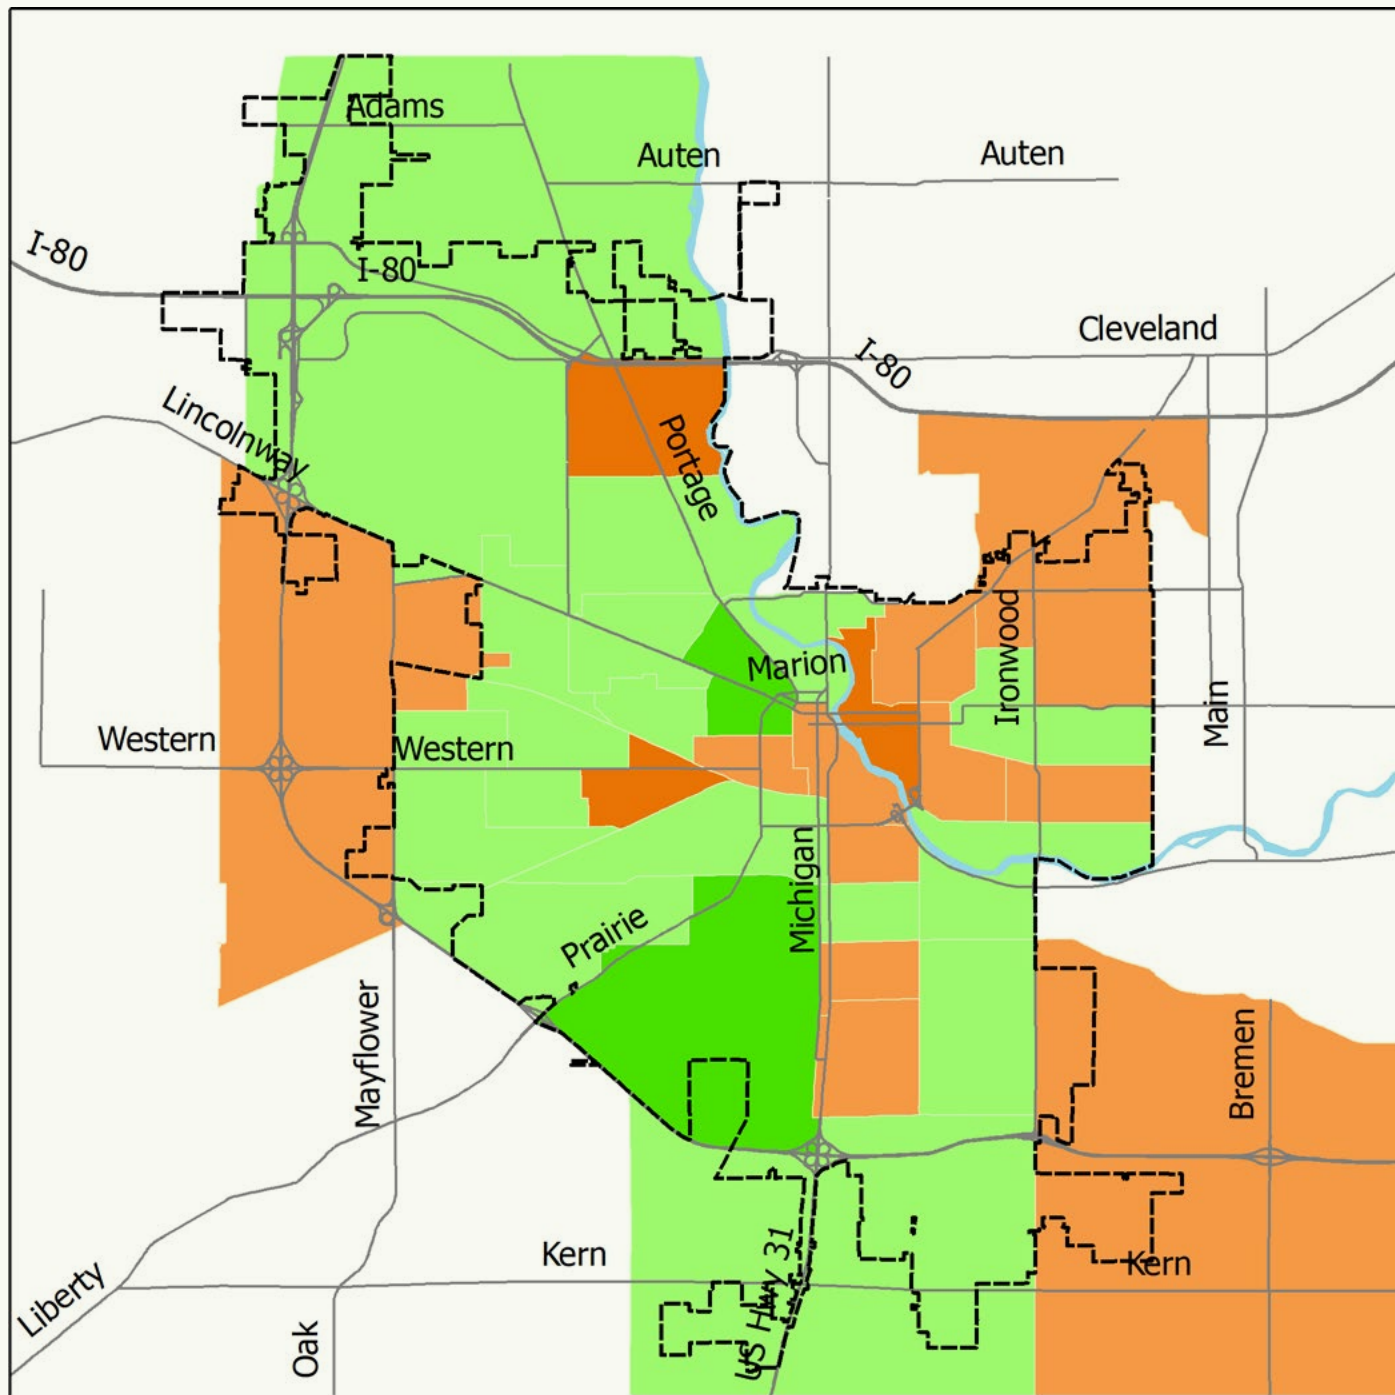 Adams
Auten
Auten
I-80
I-80
Cleveland
I-80
Lincolnway
Portage
Ironwood
Marion
Main
Western
Western
Michigan
Prairie
Mayflower
Bremen
Kern
US Hwy 31
Kern
Liberty
Oak